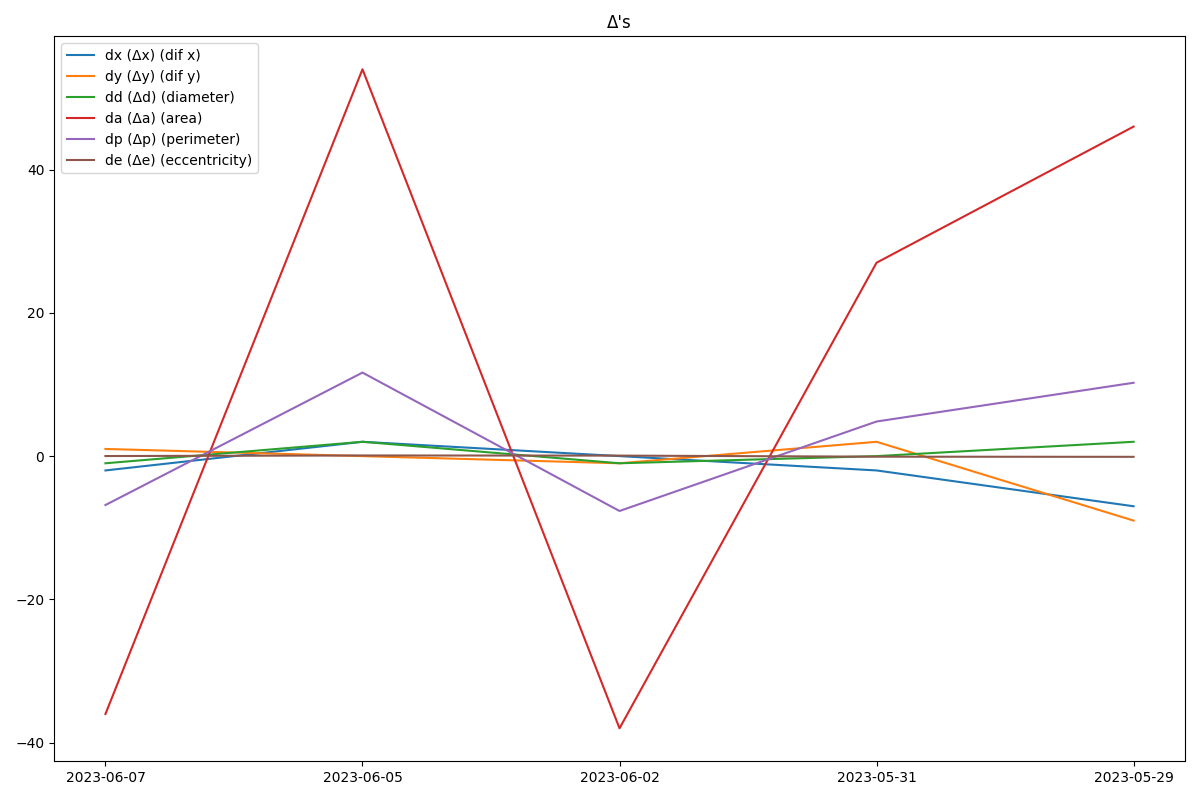 Δ's
dx (Δx) (dif x)
dy (Δy) (dif y)
dd (Δd) (diameter)
da (Δa) (area)
dp (Δp) (perimeter)
de (Δe) (eccentricity)
40
20
0
−20
−40
2023-06-07 2023-06-05 2023-06-02 2023-05-31 2023-05-29